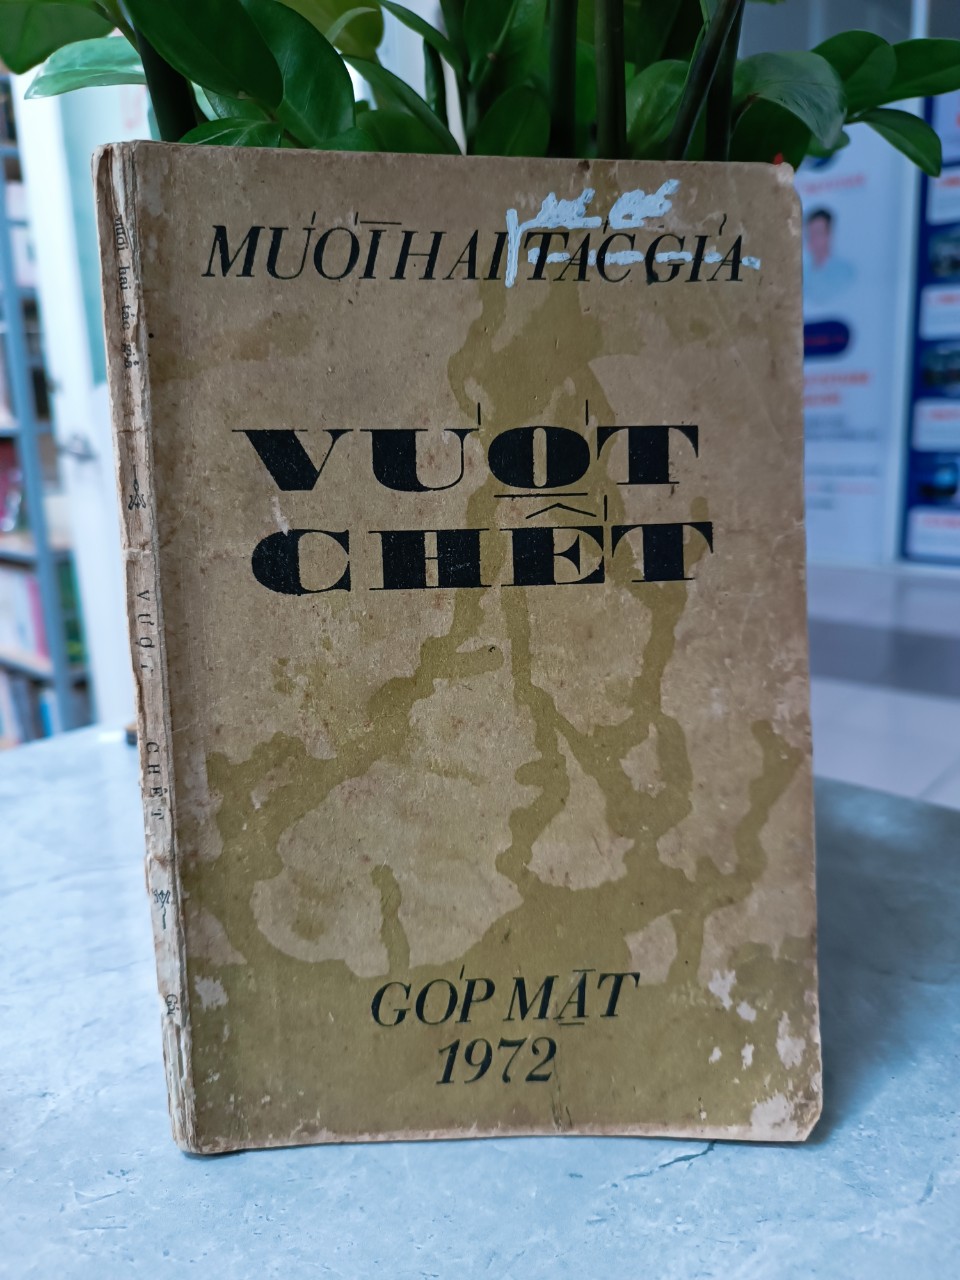 MƯỜI HAI TÁC GIẢ
VƯỢT
CHẾT
GÓP MẶT
1972
mười hai tác giả
VƯỢT CHẾT